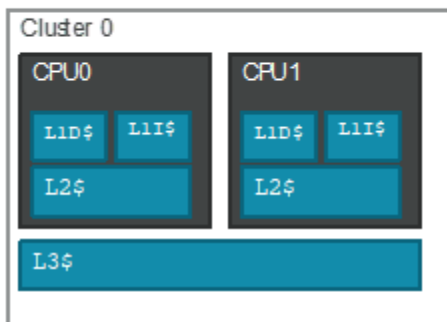 Cluster 0
CPU0
CPU1
L1D$ L1I$
L1D$ L1I$
L2$
L2$
L3$